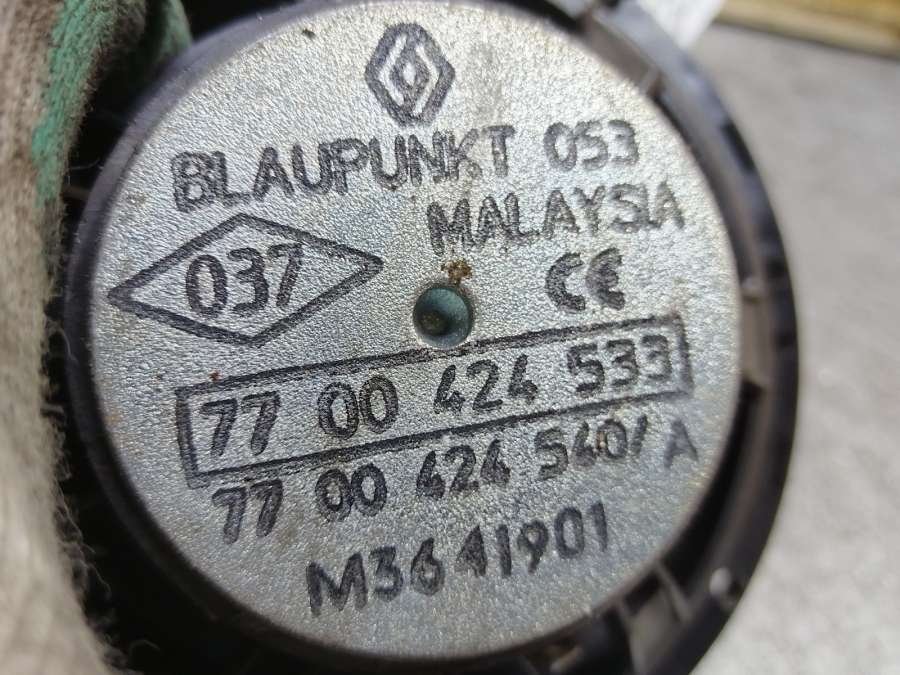 BLAUPUNKT 053
MALAYSIA
037
CE
77 00 424 533
77 00 424 540/A
M3641901